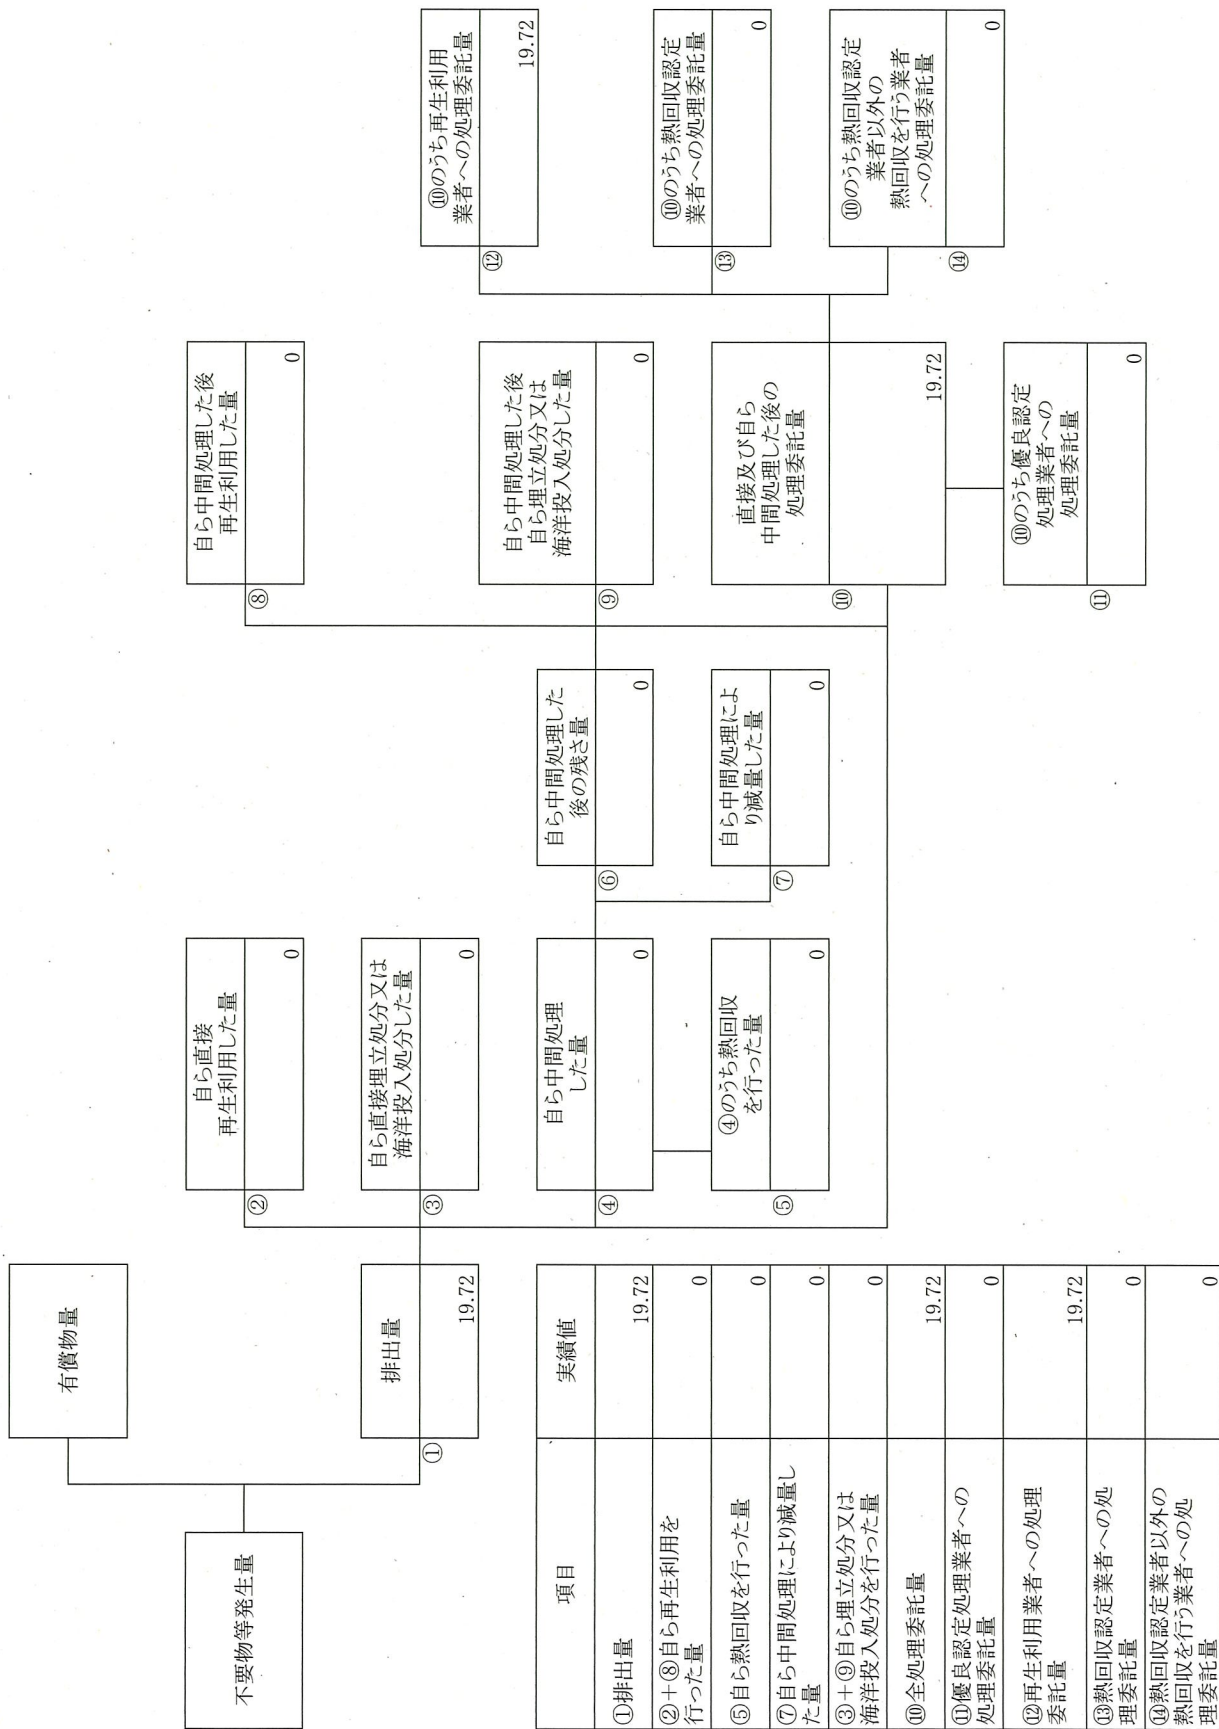 不要物等発生量
有償物量
排出量
①
19.72
自ら直接
再生利用した量
②
0
自ら直接埋立処分又は
海洋投入処分した量
③
0
自ら中間処理
した量
④
0
④のうち熱回収
を行った量
⑤
0
自ら中間処理した
後の残さ量
⑥
0
自ら中間処理によ
り減量した量
⑦
0
自ら中間処理した後
再生利用した量
⑧
0
自ら中間処理した後
自ら埋立処分又は
海洋投入処分した量
⑨
0
直接及び自ら
中間処理した後の
処理委託量
⑩
19.72
⑩のうち優良認定
処理業者への
処理委託量
⑪
0
⑩のうち再生利用
業者への処理委託量
⑫
19.72
⑩のうち熱回収認定
業者への処理委託量
⑬
0
⑩のうち熱回収認定
業者以外の
熱回収を行う業者
への処理委託量
⑭
0
項目 実績値
①排出量 19.72
②+⑧自ら再生利用を
行った量 0
⑤自ら熱回収を行った量 0
⑦自ら中間処理により減量し
た量 0
③+⑨自ら埋立処分又は
海洋投入処分を行った量 0
⑩全処理委託量 19.72
⑪優良認定処理業者への
処理委託量 0
⑫再生利用業者への処理
委託量 19.72
⑬熱回収認定業者への処
理委託量 0
⑭熱回収認定業者以外の
熱回収を行う業者への処
理委託量 0